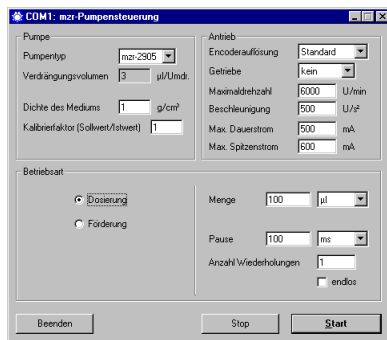 COM1: mzr-Pumpensteuerung
Pumpe
Pumpentyp mzr-2905
Verdrängungsvolumen 3 µl/Umdr.
Dichte des Mediums 1 g/cm³
Kalibrierfaktor (Sollwert/Istwert) 1
Antrieb
Encoderauflösung Standard
Getriebe kein
Maximaldrehzahl 6000 U/min
Beschleunigung 500 U/s²
Max. Dauerstrom 500 mA
Max. Spitzenstrom 600 mA
Betriebsart
Dosierung
Förderung
Menge 100 µl
Pause 100 ms
Anzahl Wiederholungen 1
endlos
Beenden Stop Start